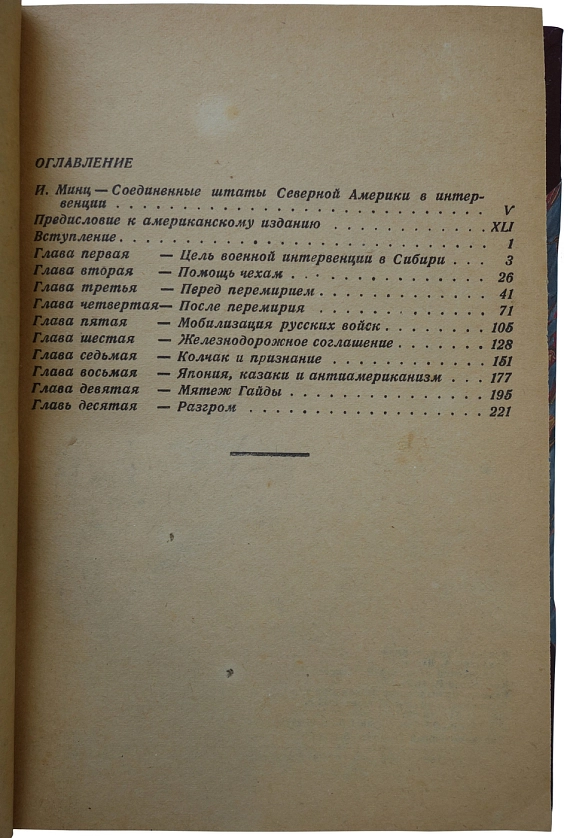 ОГЛАВЛЕНИЕ
И. Минц — Соединенные штаты Северной Америки в интер-
венции . . . . . . . . . . . . . . . . . . . . . . . . V
Предисловие к американскому изданию . . . . . . . . . . XLI
Вступление . . . . . . . . . . . . . . . . . . . . . . . 1
Глава первая — Цель военной интервенции в Сибири . . . 3
Глава вторая — Помощь чехам . . . . . . . . . . . . . 26
Глава третья — Перед перемирием . . . . . . . . . . . 41
Глава четвертая — После перемирия . . . . . . . . . . 71
Глава пятая — Мобилизация русских войск . . . . . . . 105
Глава шестая — Железнодорожное соглашение . . . . . . 128
Глава седьмая — Колчак и признание . . . . . . . . . . 151
Глава восьмая — Япония, казаки и антиамериканизм . . . 177
Глава девятая — Мятеж Гайды . . . . . . . . . . . . . 195
Главь десятая — Разгром . . . . . . . . . . . . . . . 221